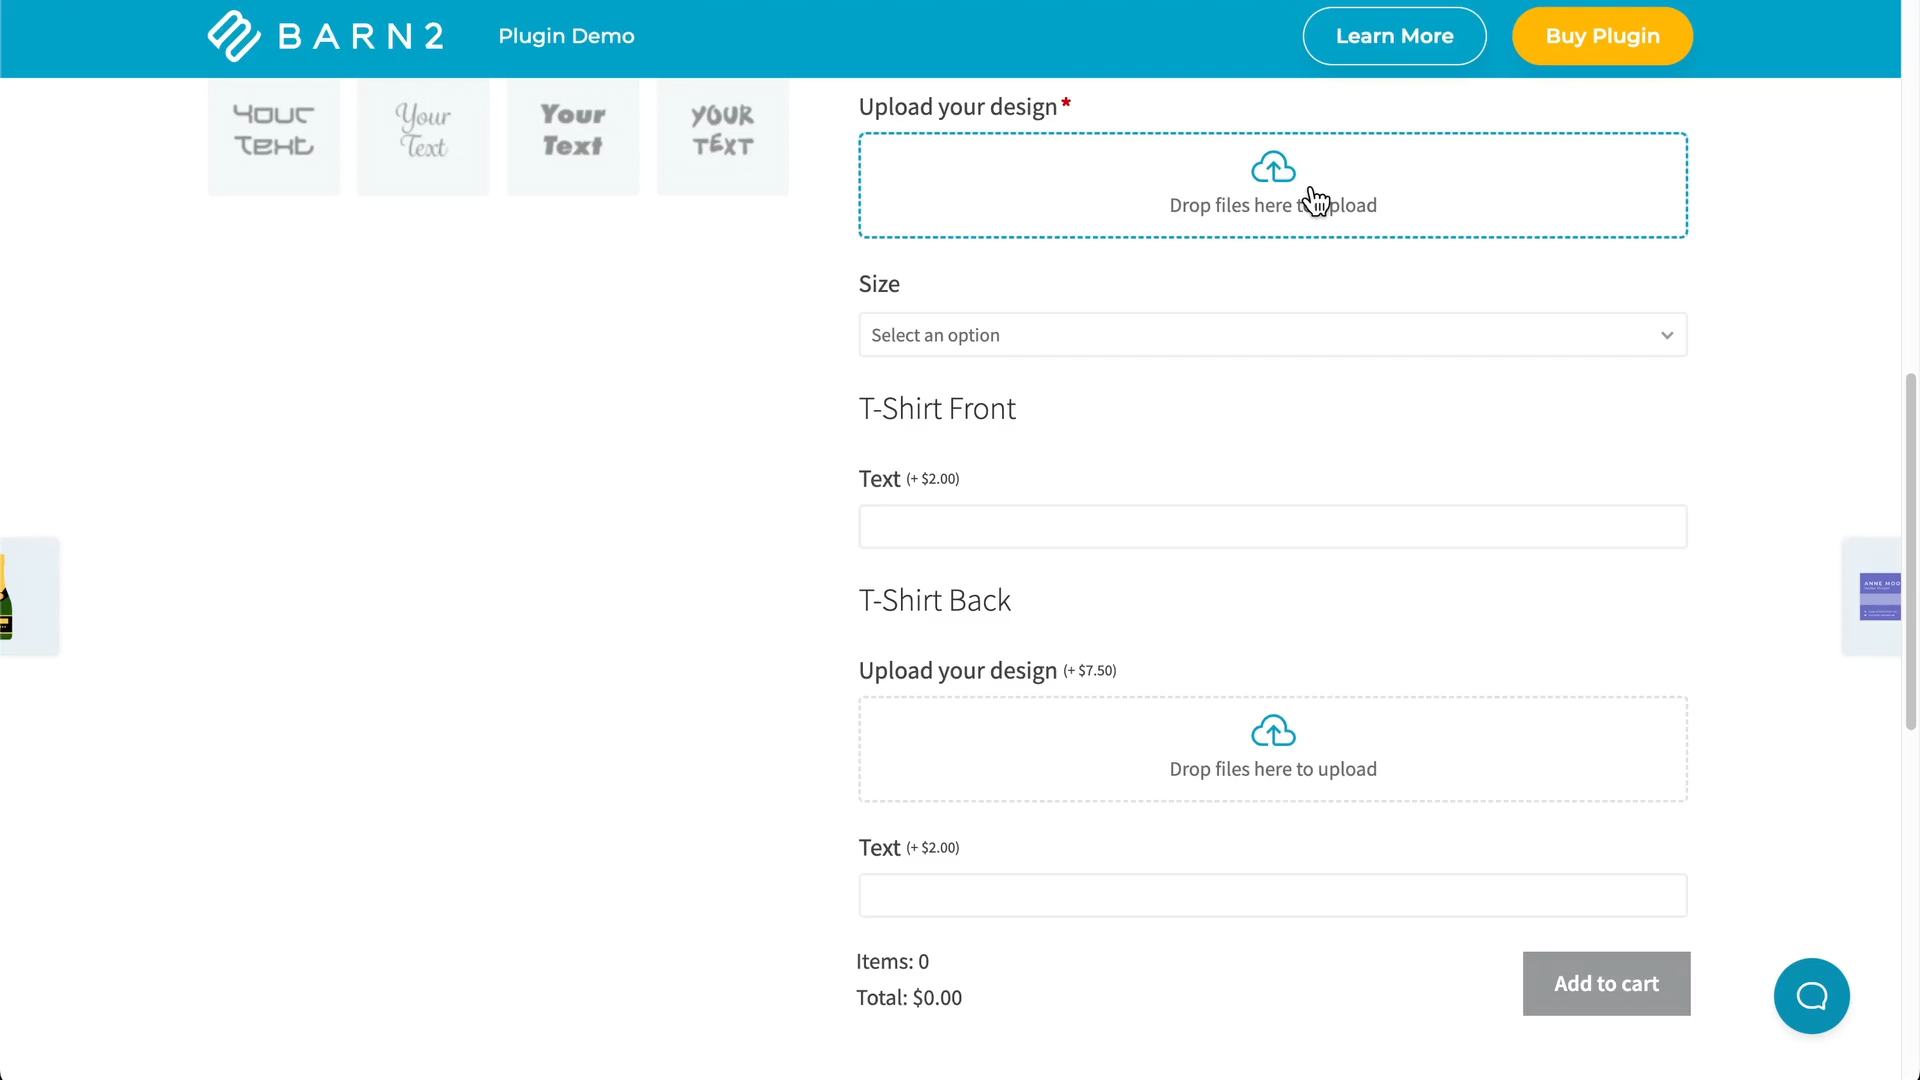 BARN2
Plugin Demo
Learn More
Buy Plugin
Your
Text
Your
Text
Your
Text
YOUR
TEXT
Upload your design*
Drop files here to upload
Size
Select an option
T-Shirt Front
Text (+ $2.00)
T-Shirt Back
Upload your design (+ $7.50)
Drop files here to upload
Text (+ $2.00)
Items: 0
Total: $0.00
Add to cart
ANNE MOO